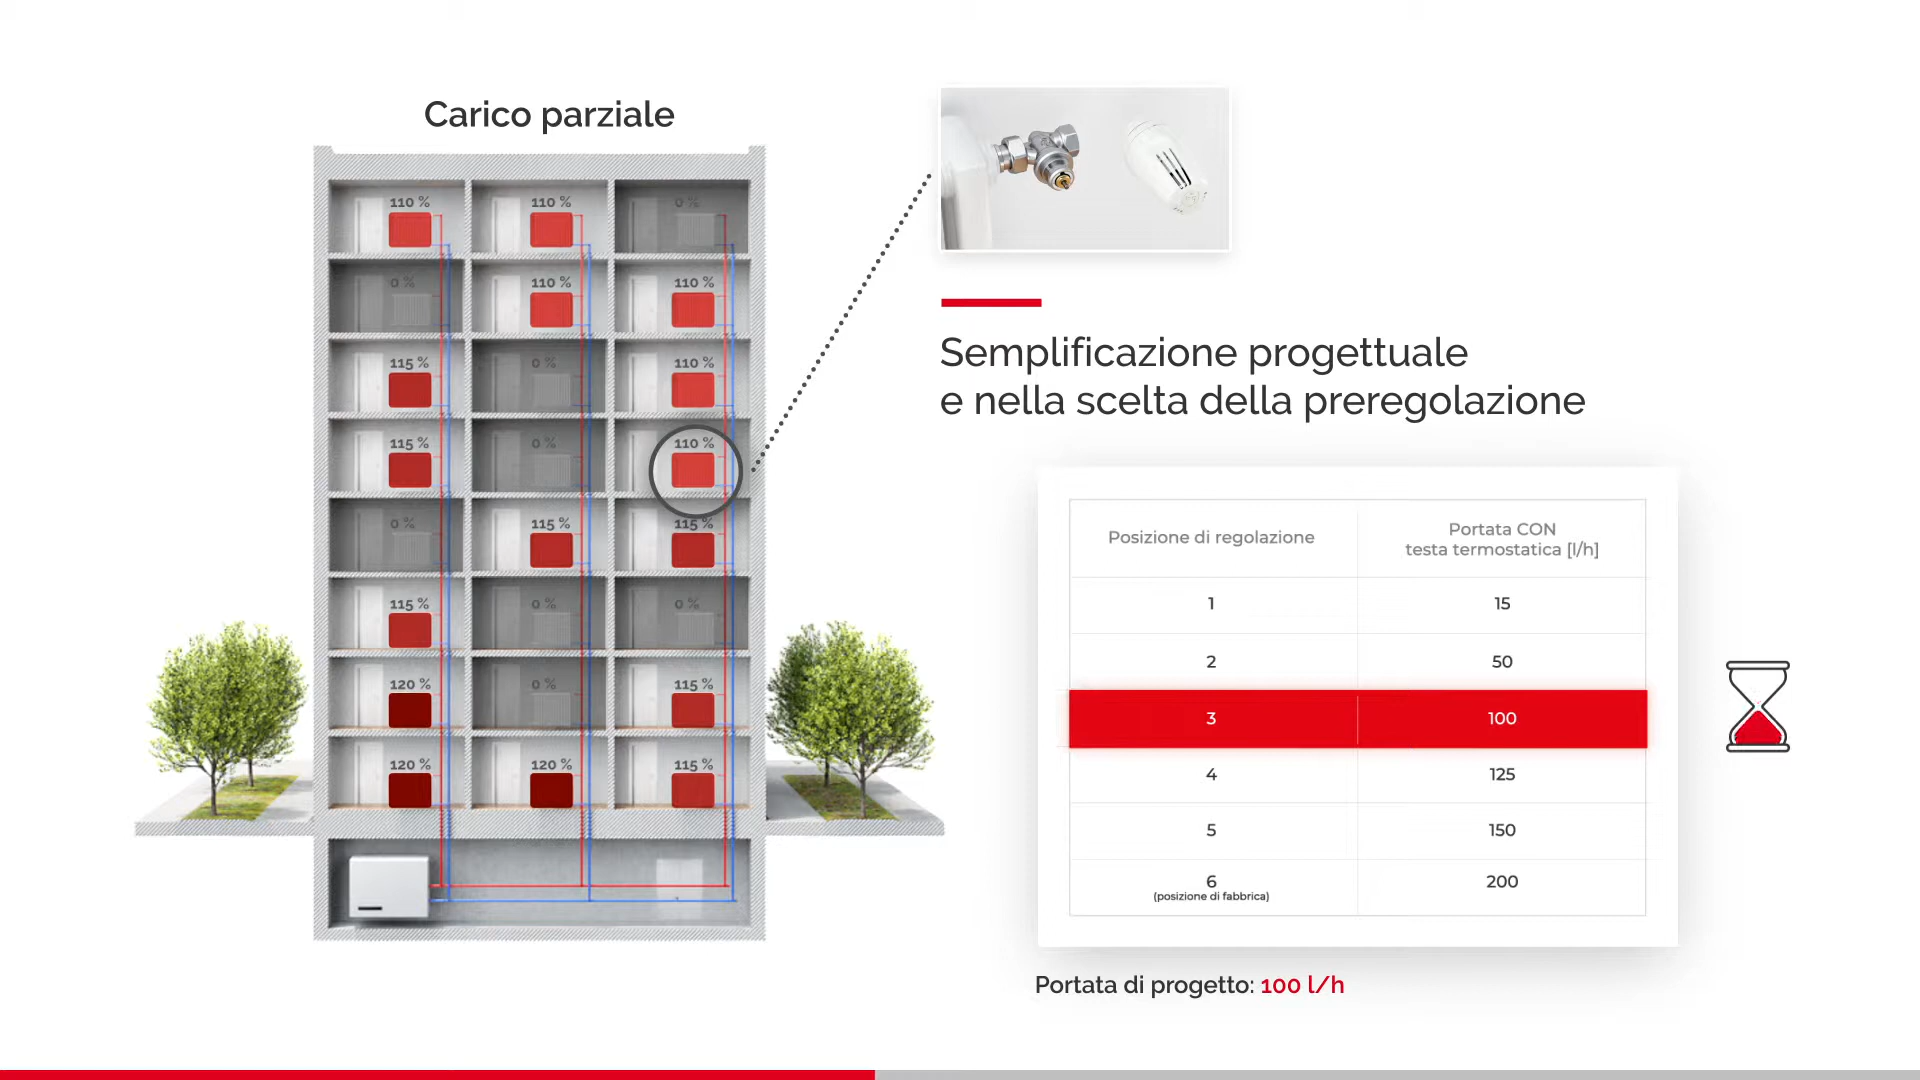 Carico parziale
110 % 110 % 0 %
0 % 110 % 110 %
115 % 0 % 110 %
115 % 0 % 110 %
0 % 115 % 115 %
115 % 0 % 0 %
120 % 0 % 115 %
120 % 120 % 115 %
Semplificazione progettuale
e nella scelta della preregolazione
Posizione di regolazione
Portata CON
testa termostatica [l/h]
1 15
2 50
3 100
4 125
5 150
6 200
(posizione di fabbrica)
Portata di progetto: 100 l/h